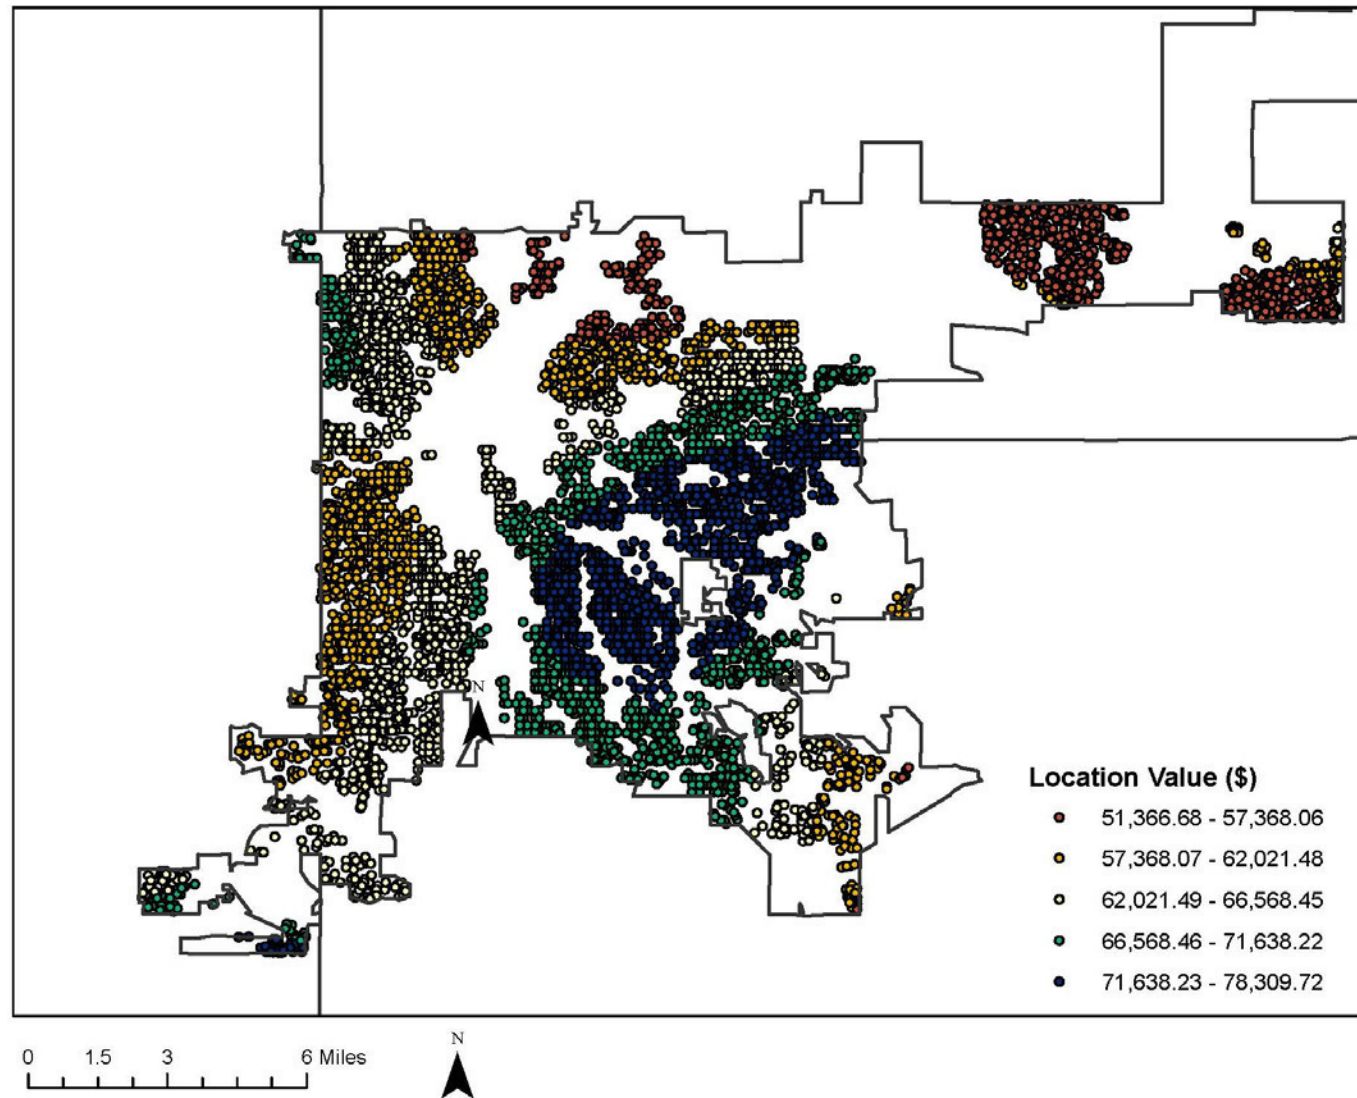 N
Location Value ($)
51,366.68 - 57,368.06
57,368.07 - 62,021.48
62,021.49 - 66,568.45
66,568.46 - 71,638.22
71,638.23 - 78,309.72
N
0 1.5 3 6 Miles